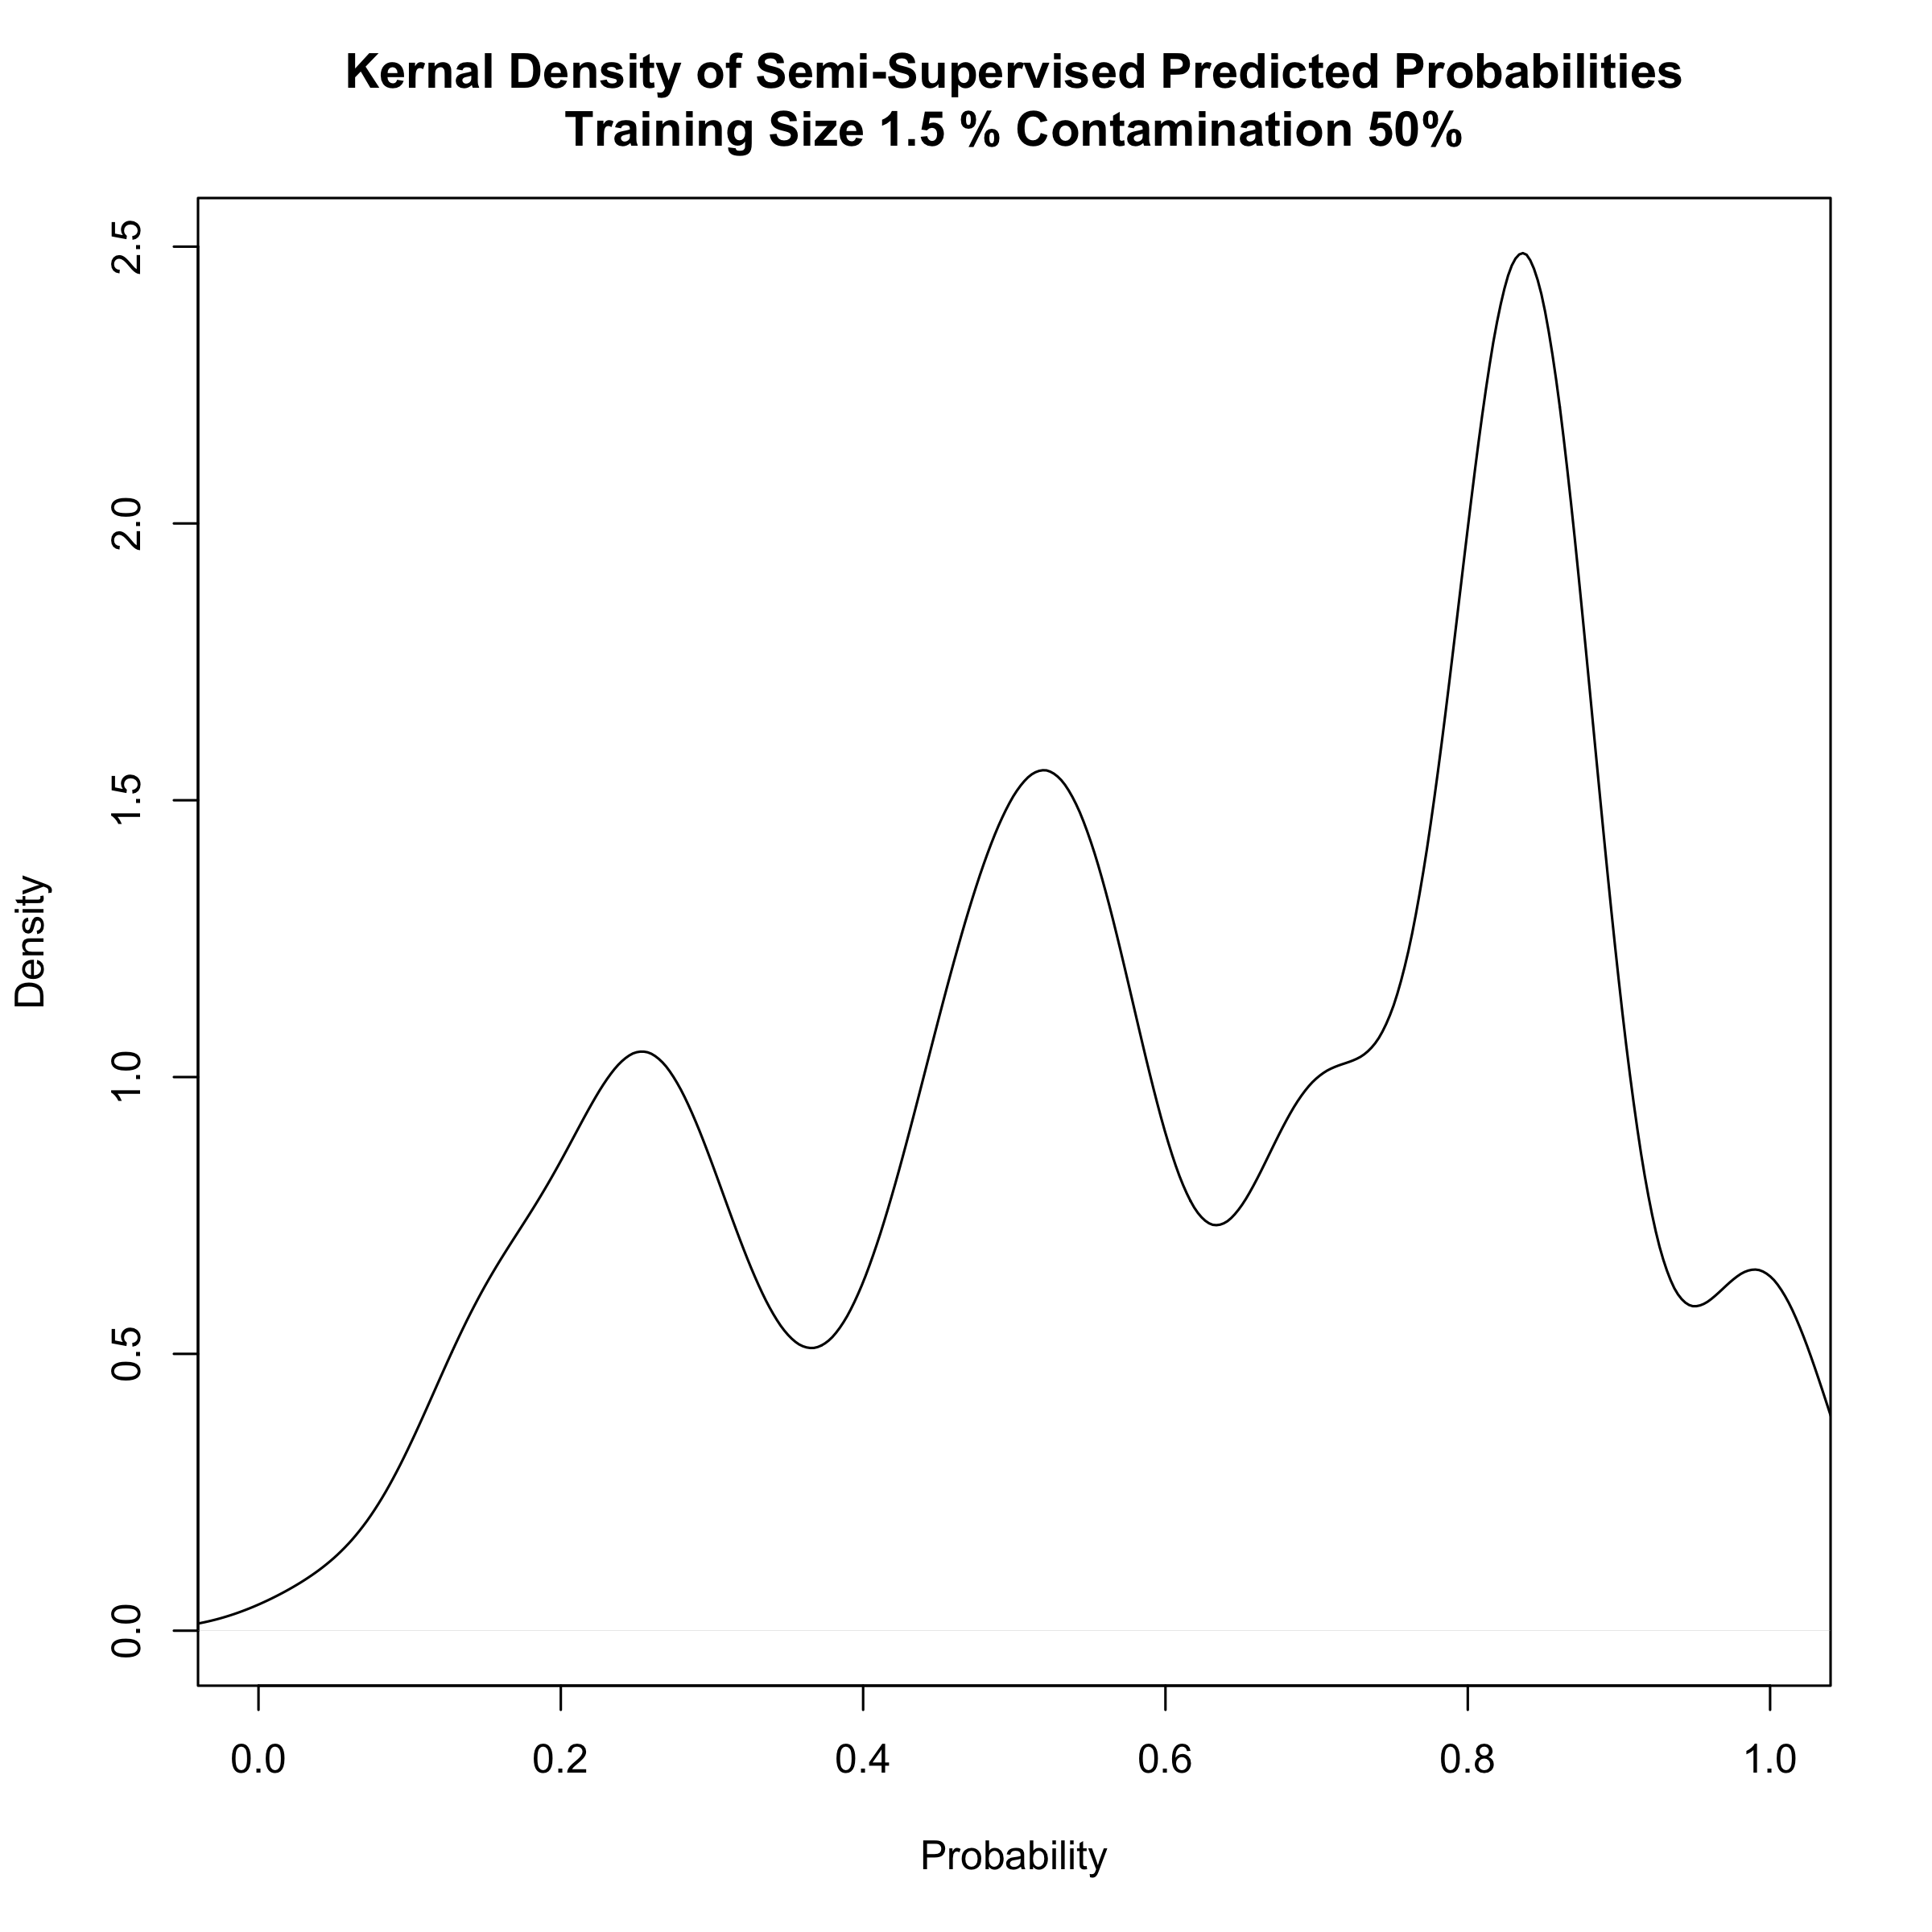 Kernal Density of Semi-Supervised Predicted Probabilities
Training Size 1.5 % Contamination 50%
2.5
2.0
1.5
1.0
0.5
0.0
Density
0.0 0.2 0.4 0.6 0.8 1.0
Probability